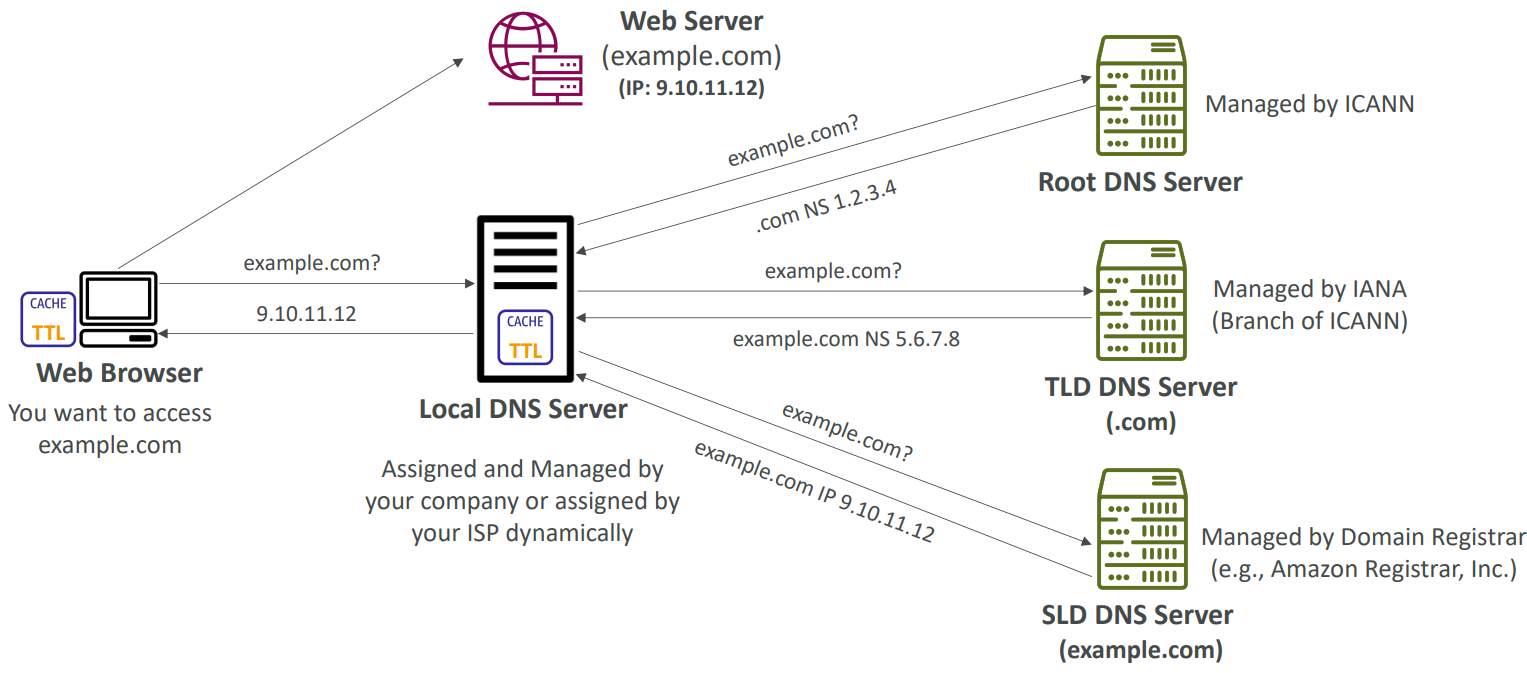 Web Server
(example.com)
(IP: 9.10.11.12)
Managed by ICANN
Root DNS Server
example.com?
.com NS 1.2.3.4
example.com?
9.10.11.12
CACHE
TTL
Web Browser
You want to access
example.com
CACHE
TTL
Local DNS Server
Assigned and Managed by
your company or assigned by
your ISP dynamically
example.com?
example.com NS 5.6.7.8
Managed by IANA
(Branch of ICANN)
TLD DNS Server
(.com)
example.com?
example.com IP 9.10.11.12
Managed by Domain Registrar
(e.g., Amazon Registrar, Inc.)
SLD DNS Server
(example.com)